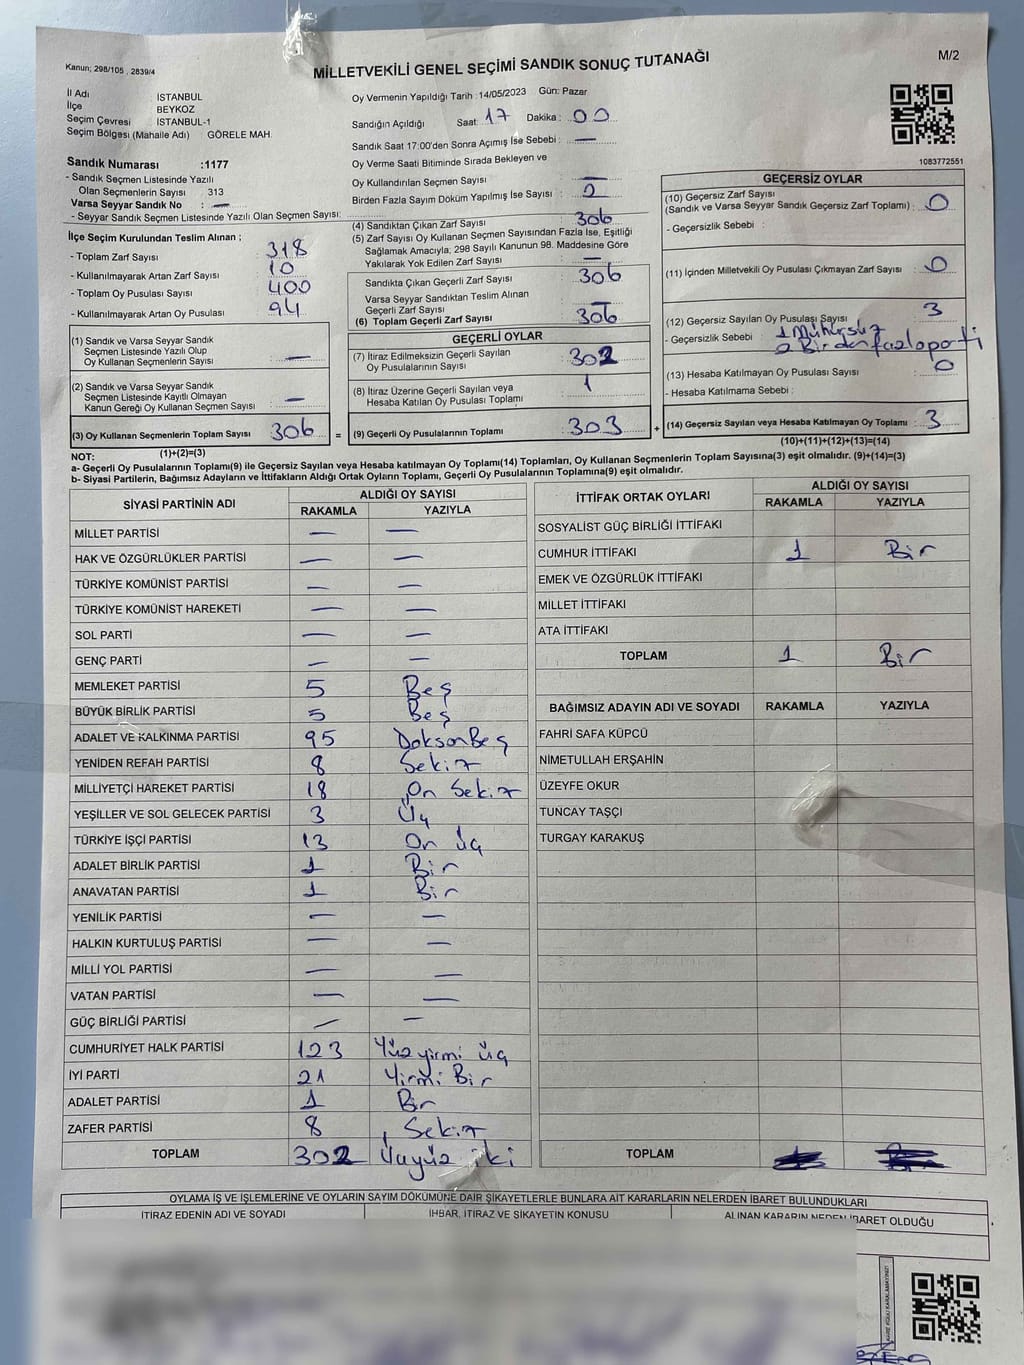 Kanun; 298/105 , 2839/4
MİLLETVEKİLİ GENEL SEÇİMİ SANDIK SONUÇ TUTANAĞI
M/2
İl Adı İSTANBUL
İlçe BEYKOZ
Seçim Çevresi İSTANBUL-1
Seçim Bölgesi (Mahalle Adı) GÖRELE MAH.
Sandık Numarası :1177
- Sandık Seçmen Listesinde Yazılı
Olan Seçmenlerin Sayısı 313
Varsa Seyyar Sandık No : —
- Seyyar Sandık Seçmen Listesinde Yazılı Olan Seçmen Sayısı:
İlçe Seçim Kurulundan Teslim Alınan ;
- Toplam Zarf Sayısı : 318
- Kullanılmayarak Artan Zarf Sayısı : 10
- Toplam Oy Pusulası Sayısı : 400
- Kullanılmayarak Artan Oy Pusulası : 94
(1) Sandık ve Varsa Seyyar Sandık
Seçmen Listesinde Yazılı Olup
Oy Kullanan Seçmenlerin Sayısı : —
(2) Sandık ve Varsa Seyyar Sandık
Seçmen Listesinde Kayıtlı Olmayan
Kanun Gereği Oy Kullanan Seçmen Sayısı : —
(3) Oy Kullanan Seçmenlerin Toplam Sayısı : 306 =
(1)+(2)=(3)
Oy Vermenin Yapıldığı Tarih : 14/05/2023 Gün: Pazar
Sandığın Açıldığı Saat : 17 Dakika : 00
Sandık Saat 17:00'den Sonra Açımış İse Sebebi : —
Oy Verme Saati Bitiminde Sırada Bekleyen ve
Oy Kullandırılan Seçmen Sayısı : —
Birden Fazla Sayım Döküm Yapılmış İse Sayısı : 2
(4) Sandıktan Çıkan Zarf Sayısı : 306
(5) Zarf Sayısı Oy Kullanan Seçmen Sayısından Fazla İse, Eşitliği
Sağlamak Amacıyla; 298 Sayılı Kanunun 98. Maddesine Göre
Yakılarak Yok Edilen Zarf Sayısı : —
Sandıkta Çıkan Geçerli Zarf Sayısı : 306
Varsa Seyyar Sandıktan Teslim Alınan
Geçerli Zarf Sayısı : —
(6) Toplam Geçerli Zarf Sayısı : 306
GEÇERLİ OYLAR
(7) İtiraz Edilmeksizin Geçerli Sayılan
Oy Pusulalarının Sayısı : 302
(8) İtiraz Üzerine Geçerli Sayılan veya
Hesaba Katılan Oy Pusulası Toplamı : 1
(9) Geçerli Oy Pusulalarının Toplamı : 303 +
1083772551
GEÇERSİZ OYLAR
(10) Geçersiz Zarf Sayısı
(Sandık ve Varsa Seyyar Sandık Geçersiz Zarf Toplamı) : 0
- Geçersizlik Sebebi :
(11) İçinden Milletvekili Oy Pusulası Çıkmayan Zarf Sayısı : 0
(12) Geçersiz Sayılan Oy Pusulası Sayısı : 3
- Geçersizlik Sebebi : 1 Mühürsüz
2 Birden fazla parti
(13) Hesaba Katılmayan Oy Pusulası Sayısı : 0
- Hesaba Katılmama Sebebi :
(14) Geçersiz Sayılan veya Hesaba Katılmayan Oy Toplamı : 3
(10)+(11)+(12)+(13)=(14)
NOT:
a- Geçerli Oy Pusulalarının Toplamı(9) ile Geçersiz Sayılan veya Hesaba katılmayan Oy Toplamı(14) Toplamları, Oy Kullanan Seçmenlerin Toplam Sayısına(3) eşit olmalıdır. (9)+(14)=(3)
b- Siyasi Partilerin, Bağımsız Adayların ve İttifakların Aldığı Ortak Oyların Toplamı, Geçerli Oy Pusulalarının Toplamına(9) eşit olmalıdır.
SİYASİ PARTİNİN ADI ALDIĞI OY SAYISI
RAKAMLA YAZIYLA
MİLLET PARTİSİ — —
HAK VE ÖZGÜRLÜKLER PARTİSİ — —
TÜRKİYE KOMÜNİST PARTİSİ — —
TÜRKİYE KOMÜNİST HAREKETİ — —
SOL PARTİ — —
GENÇ PARTİ — —
MEMLEKET PARTİSİ 5 Beş
BÜYÜK BİRLİK PARTİSİ 5 Beş
ADALET VE KALKINMA PARTİSİ 95 DoksanBeş
YENİDEN REFAH PARTİSİ 8 Sekiz
MİLLİYETÇİ HAREKET PARTİSİ 18 On Sekiz
YEŞİLLER VE SOL GELECEK PARTİSİ 3 Üç
TÜRKİYE İŞÇİ PARTİSİ 13 On Üç
ADALET BİRLİK PARTİSİ 1 Bir
ANAVATAN PARTİSİ 1 Bir
YENİLİK PARTİSİ — —
HALKIN KURTULUŞ PARTİSİ — —
MİLLİ YOL PARTİSİ — —
VATAN PARTİSİ — —
GÜÇ BİRLİĞİ PARTİSİ — —
CUMHURİYET HALK PARTİSİ 123 Yüz yirmi üç
İYİ PARTİ 21 Yirmi Bir
ADALET PARTİSİ 1 Bir
ZAFER PARTİSİ 8 Sekiz
TOPLAM 302 Üçyüz iki
İTTİFAK ORTAK OYLARI ALDIĞI OY SAYISI
RAKAMLA YAZIYLA
SOSYALİST GÜÇ BİRLİĞİ İTTİFAKI
CUMHUR İTTİFAKI 1 Bir
EMEK VE ÖZGÜRLÜK İTTİFAKI
MİLLET İTTİFAKI
ATA İTTİFAKI
TOPLAM 1 Bir
BAĞIMSIZ ADAYIN ADI VE SOYADI RAKAMLA YAZIYLA
FAHRİ SAFA KÜPCÜ
NİMETULLAH ERŞAHİN
ÜZEYFE OKUR
TUNCAY TAŞÇI
TURGAY KARAKUŞ
TOPLAM
OYLAMA İŞ VE İŞLEMLERİNE VE OYLARIN SAYIM DÖKÜMÜNE DAİR ŞİKAYETLERLE BUNLARA AİT KARARLARIN NELERDEN İBARET BULUNDUKLARI
İTİRAZ EDENİN ADI VE SOYADI İHBAR, İTİRAZ VE ŞİKAYETİN KONUSU ALINAN KARARIN NEDEN İBARET OLDUĞU